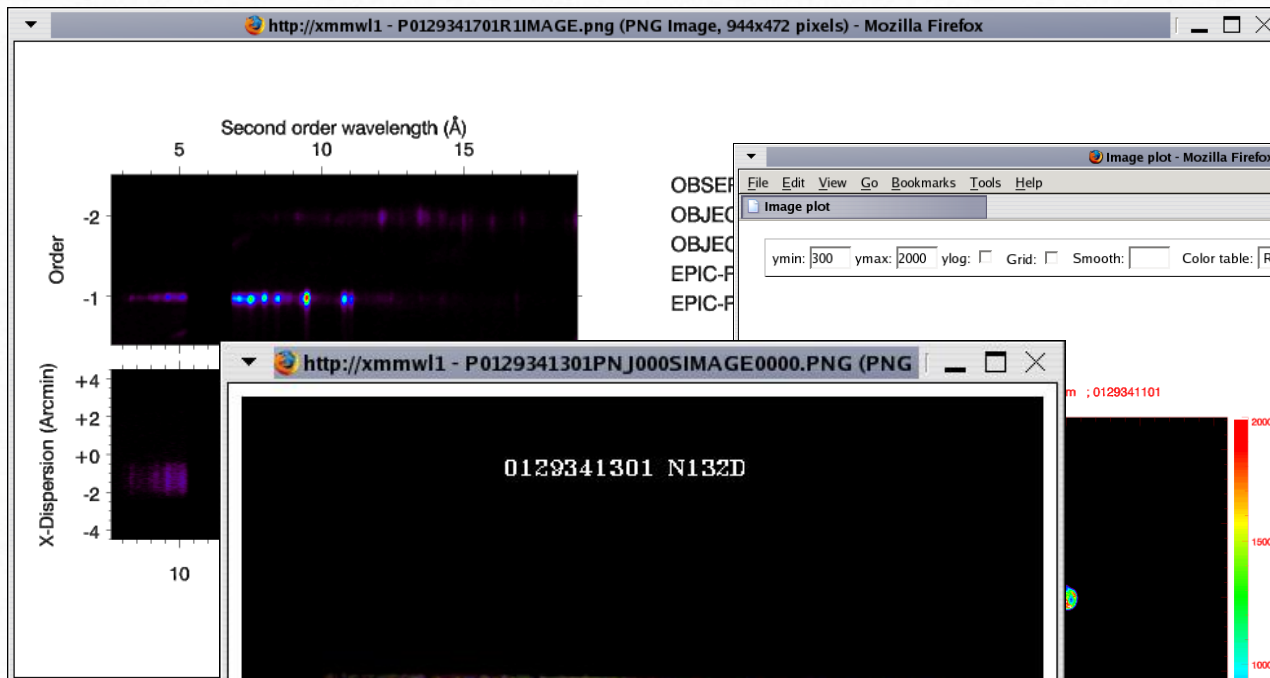 http://xmmwl1 - P0129341701R1IMAGE.png (PNG Image, 944x472 pixels) - Mozilla Firefox
Second order wavelength (Å)
5 10 15
Order
-2
-1
OBSER
OBJEC
OBJEC
EPIC-F
EPIC-F
X-Dispersion (Arcmin)
+4
+2
+0
-2
-4
10
Image plot - Mozilla Firefox
File Edit View Go Bookmarks Tools Help
Image plot
ymin: 300 ymax: 2000 ylog: Grid: Smooth: Color table: R
m ; 0129341101
2000
1500
1000
http://xmmwl1 - P0129341301PNJ000SIMAGE0000.PNG (PNG
0129341301 N132D